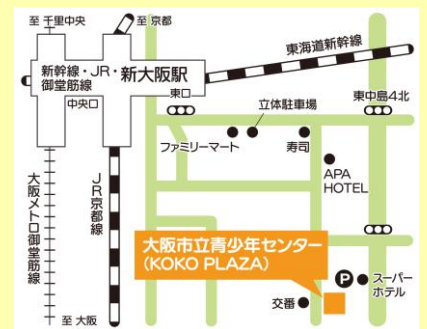 至 千里中央
至 京都
新幹線・JR・
御堂筋線
新大阪駅
東口
中央口
東海道新幹線
立体駐車場
東中島4北
ファミリーマート
寿司
APA
HOTEL
大阪メトロ御堂筋線
JR京都線
大阪市立青少年センター
(KOKO PLAZA)
P
スーパー
ホテル
交番
至 大阪